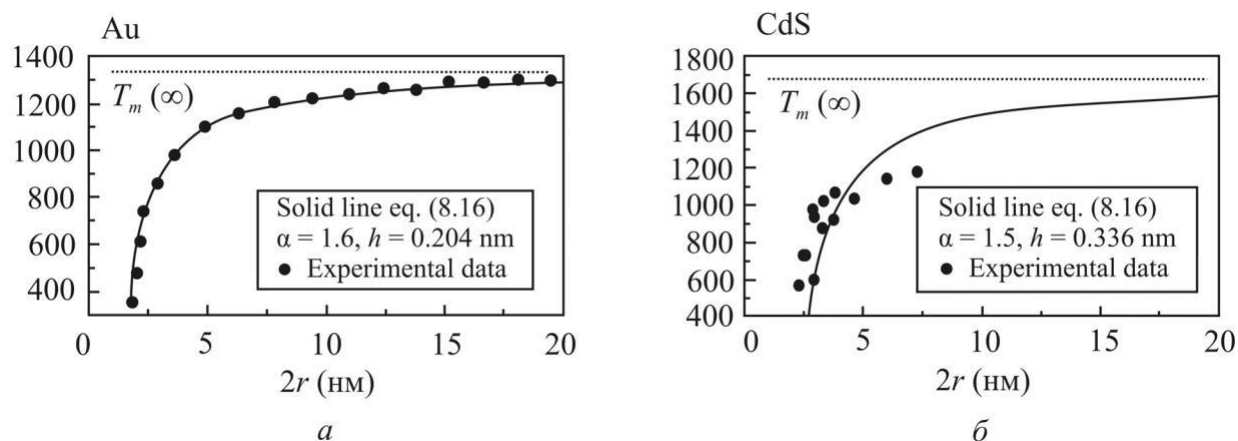 Au
1400
1200
1000
800
600
400
T_m (∞)
Solid line eq. (8.16)
α = 1.6, h = 0.204 nm
● Experimental data
0 5 10 15 20
2r (нм)
а
CdS
1800
1600
1400
1200
1000
800
600
400
T_m (∞)
Solid line eq. (8.16)
α = 1.5, h = 0.336 nm
● Experimental data
0 5 10 15 20
2r (нм)
б